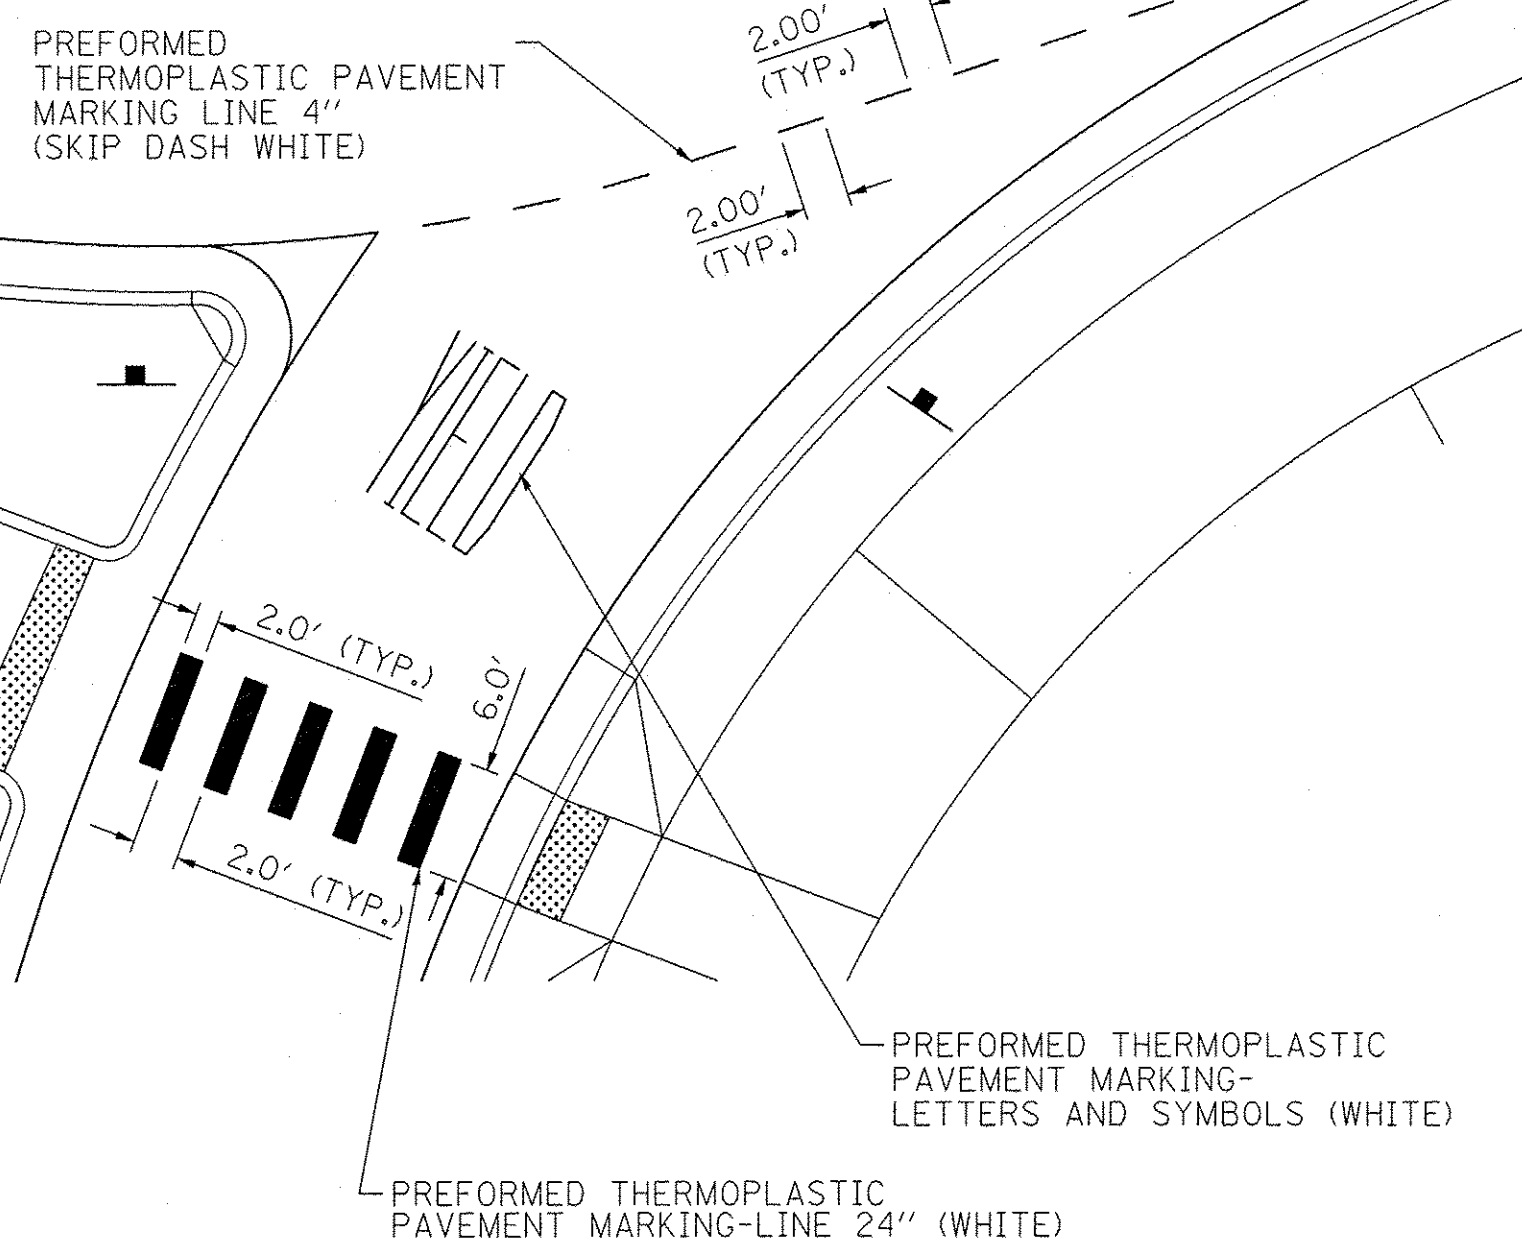 PREFORMED
THERMOPLASTIC PAVEMENT
MARKING LINE 4"
(SKIP DASH WHITE)
2.00'
(TYP.)
2.00'
(TYP.)
YIELD
2.0' (TYP.)
6.0'
2.0' (TYP.)
PREFORMED THERMOPLASTIC
PAVEMENT MARKING-
LETTERS AND SYMBOLS (WHITE)
PREFORMED THERMOPLASTIC
PAVEMENT MARKING-LINE 24" (WHITE)